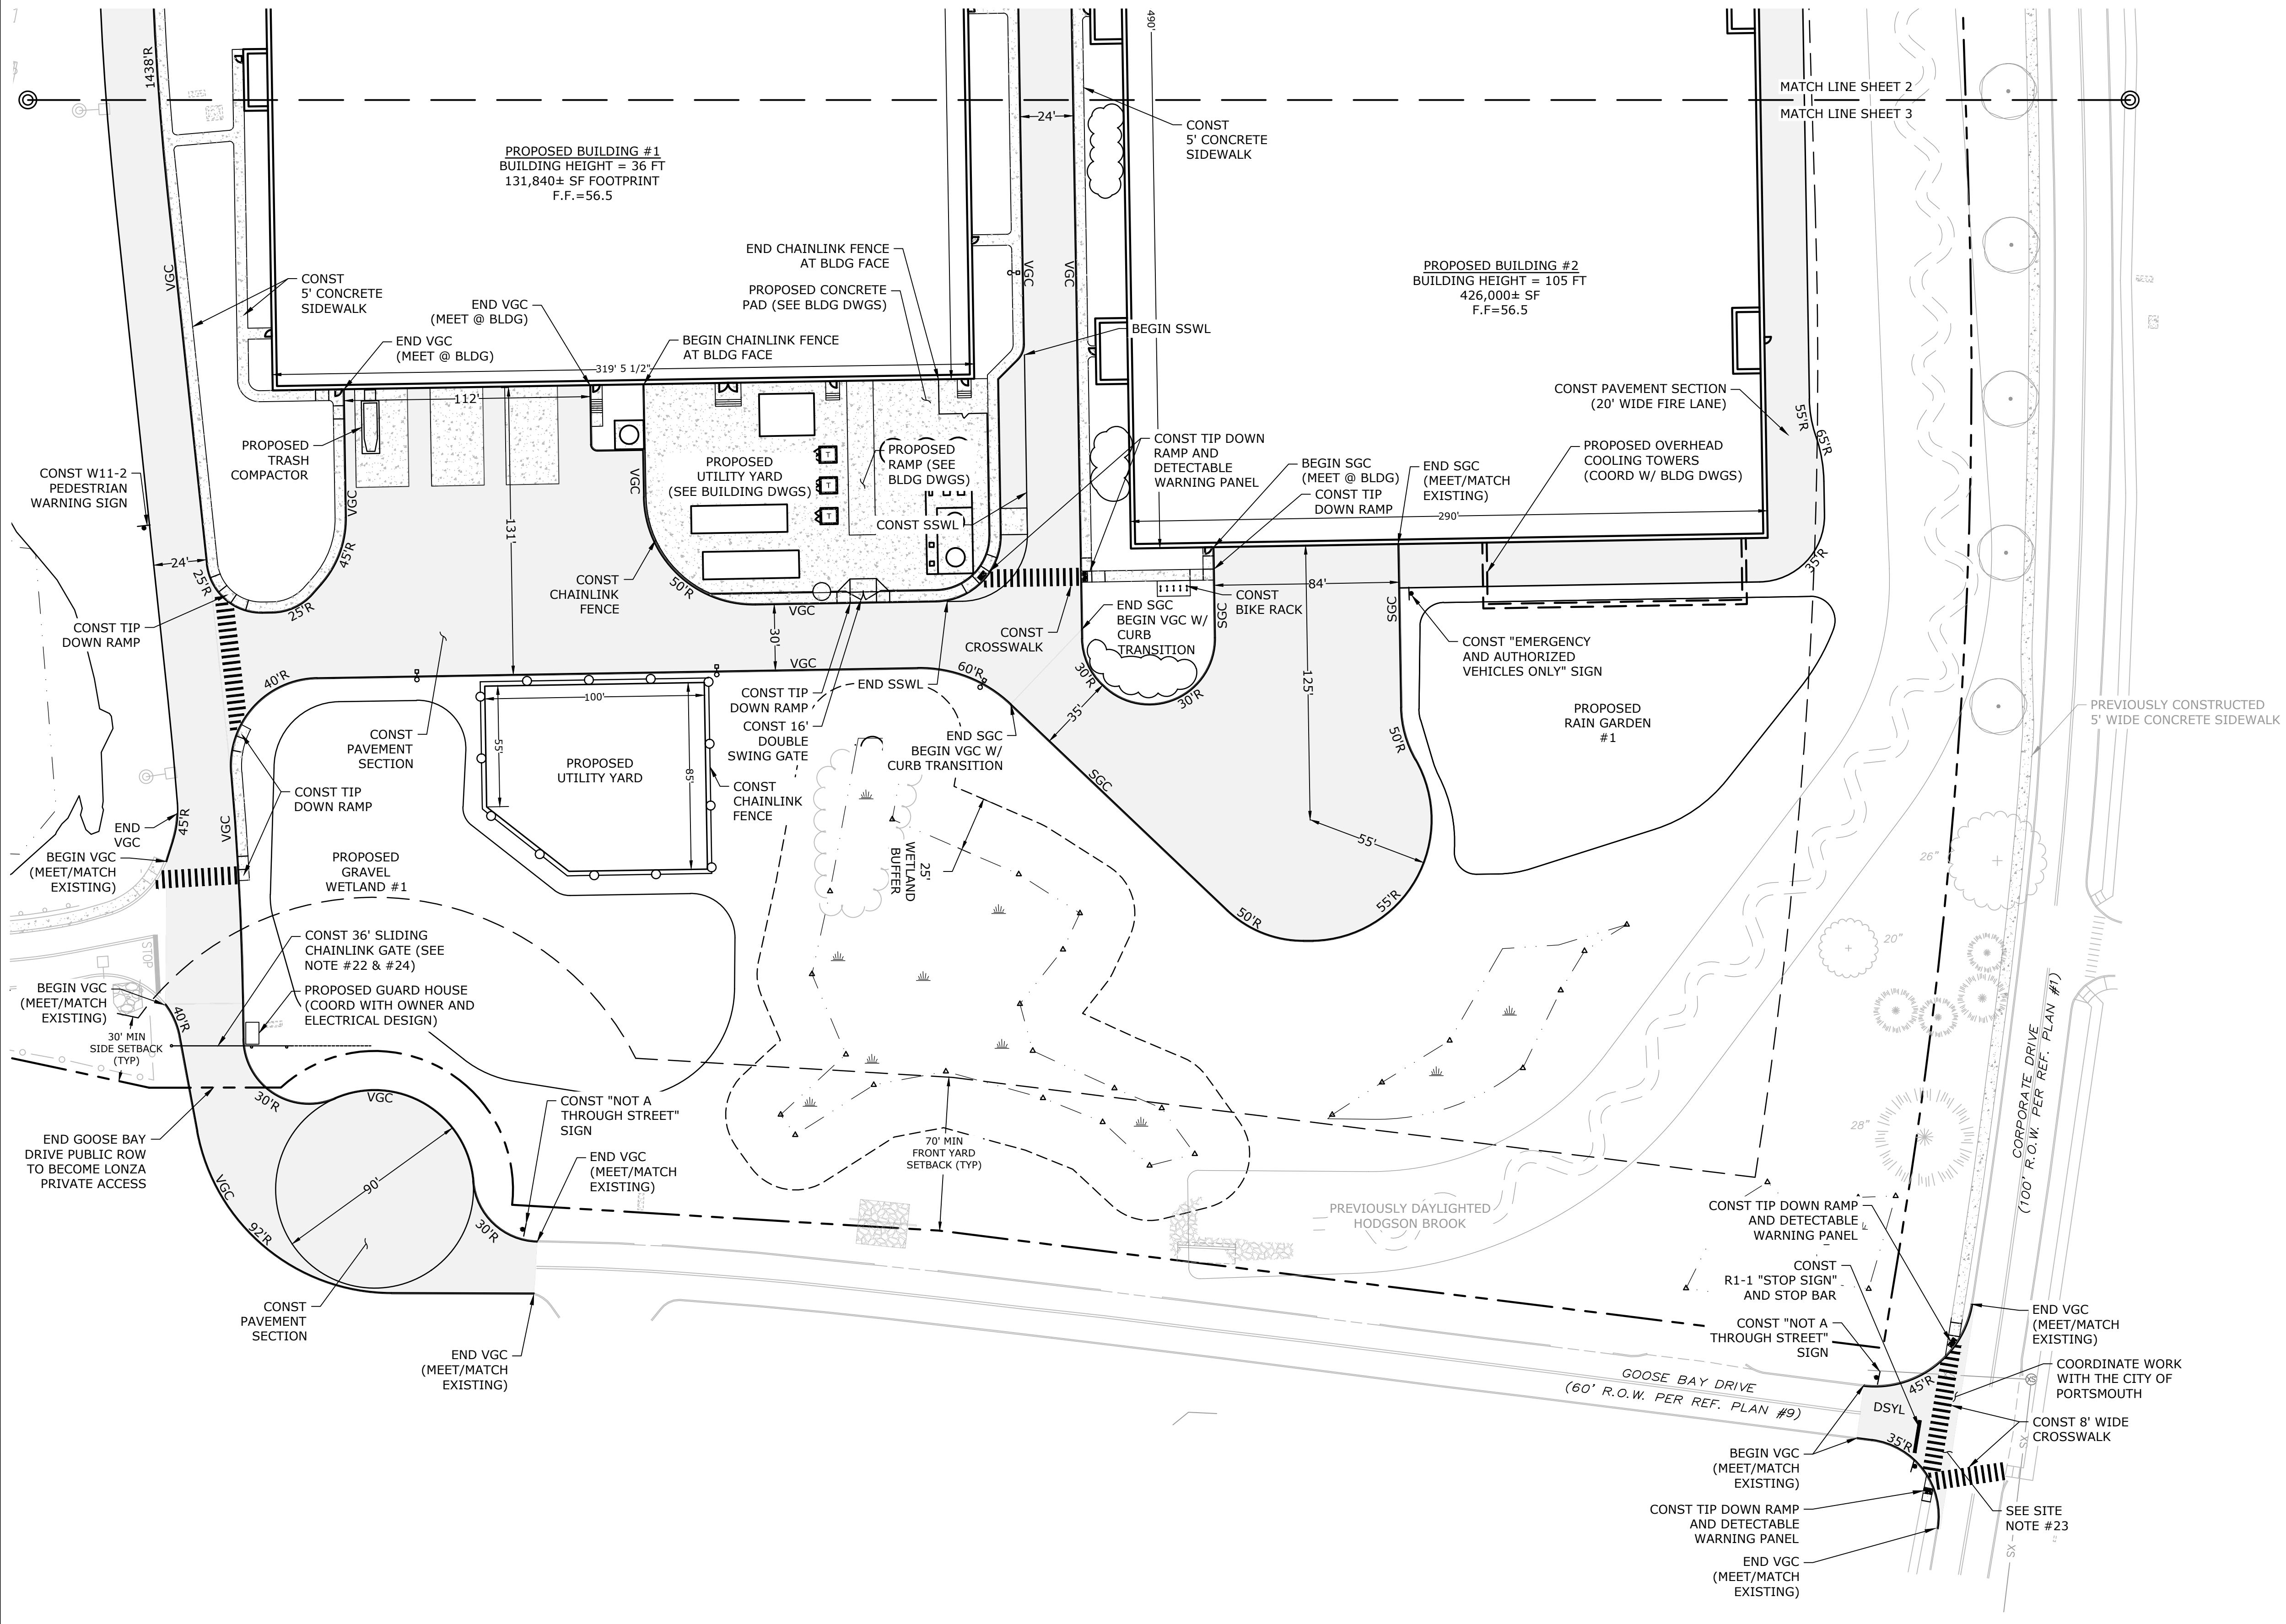 1438'R
490'
MATCH LINE SHEET 2
MATCH LINE SHEET 3
24'
CONST
5' CONCRETE
SIDEWALK
PROPOSED BUILDING #1
BUILDING HEIGHT = 36 FT
131,840± SF FOOTPRINT
F.F.=56.5
PROPOSED BUILDING #2
BUILDING HEIGHT = 105 FT
426,000± SF
F.F=56.5
VGC
VGC
VGC
CONST
5' CONCRETE
SIDEWALK
END CHAINLINK FENCE
AT BLDG FACE
PROPOSED CONCRETE
PAD (SEE BLDG DWGS)
END VGC
(MEET @ BLDG)
END VGC
(MEET @ BLDG)
BEGIN CHAINLINK FENCE
AT BLDG FACE
BEGIN SSWL
319' 5 1/2"
112'
CONST PAVEMENT SECTION
(20' WIDE FIRE LANE)
55'R
65'R
PROPOSED
TRASH
COMPACTOR
CONST W11-2
PEDESTRIAN
WARNING SIGN
VGC
VGC
131'
PROPOSED
UTILITY YARD
(SEE BUILDING DWGS)
T
T
T
PROPOSED
RAMP (SEE
BLDG DWGS)
CONST SSWL
CONST TIP DOWN
RAMP AND
DETECTABLE
WARNING PANEL
BEGIN SGC
(MEET @ BLDG)
CONST TIP
DOWN RAMP
END SGC
(MEET/MATCH
EXISTING)
PROPOSED OVERHEAD
COOLING TOWERS
(COORD W/ BLDG DWGS)
290'
24'
25'R
45'R
25'R
50'R
CONST
CHAINLINK
FENCE
VGC
30'
84'
35'R
CONST
BIKE RACK
SGC
SGC
END SGC
BEGIN VGC W/
CURB
TRANSITION
CONST
CROSSWALK
CONST "EMERGENCY
AND AUTHORIZED
VEHICLES ONLY" SIGN
CONST TIP
DOWN RAMP
40'R
VGC
60'R
30'R
30'R
35'
125'
100'
55'
85'
CONST
PAVEMENT
SECTION
PROPOSED
UTILITY YARD
CONST TIP
DOWN RAMP
CONST 16'
DOUBLE
SWING GATE
END SSWL
END SGC
BEGIN VGC W/
CURB TRANSITION
SGC
50'R
PROPOSED
RAIN GARDEN
#1
PREVIOUSLY CONSTRUCTED
5' WIDE CONCRETE SIDEWALK
CONST TIP
DOWN RAMP
CONST
CHAINLINK
FENCE
END
VGC
45'R
VGC
BEGIN VGC
(MEET/MATCH
EXISTING)
PROPOSED
GRAVEL
WETLAND #1
25'
WETLAND
BUFFER
55'
55'R
50'R
26"
20"
STOP
CONST 36' SLIDING
CHAINLINK GATE (SEE
NOTE #22 & #24)
PROPOSED GUARD HOUSE
(COORD WITH OWNER AND
ELECTRICAL DESIGN)
BEGIN VGC
(MEET/MATCH
EXISTING)
40'R
30' MIN
SIDE SETBACK
(TYP)
30'R
VGC
CORPORATE DRIVE
(100' R.O.W. PER REF. PLAN #1)
28"
END GOOSE BAY
DRIVE PUBLIC ROW
TO BECOME LONZA
PRIVATE ACCESS
CONST "NOT A
THROUGH STREET"
SIGN
END VGC
(MEET/MATCH
EXISTING)
70' MIN
FRONT YARD
SETBACK (TYP)
90'
VGC
92'R
30'R
PREVIOUSLY DAYLIGHTED
HODGSON BROOK
CONST TIP DOWN RAMP
AND DETECTABLE
WARNING PANEL
CONST
R1-1 "STOP SIGN"
AND STOP BAR
CONST "NOT A
THROUGH STREET"
SIGN
CONST
PAVEMENT
SECTION
END VGC
(MEET/MATCH
EXISTING)
END VGC
(MEET/MATCH
EXISTING)
COORDINATE WORK
WITH THE CITY OF
PORTSMOUTH
GOOSE BAY DRIVE
(60' R.O.W. PER REF. PLAN #9)
45'R
DSYL
35'R
CONST 8' WIDE
CROSSWALK
BEGIN VGC
(MEET/MATCH
EXISTING)
SX
CONST TIP DOWN RAMP
AND DETECTABLE
WARNING PANEL
SEE SITE
NOTE #23
SX
END VGC
(MEET/MATCH
EXISTING)